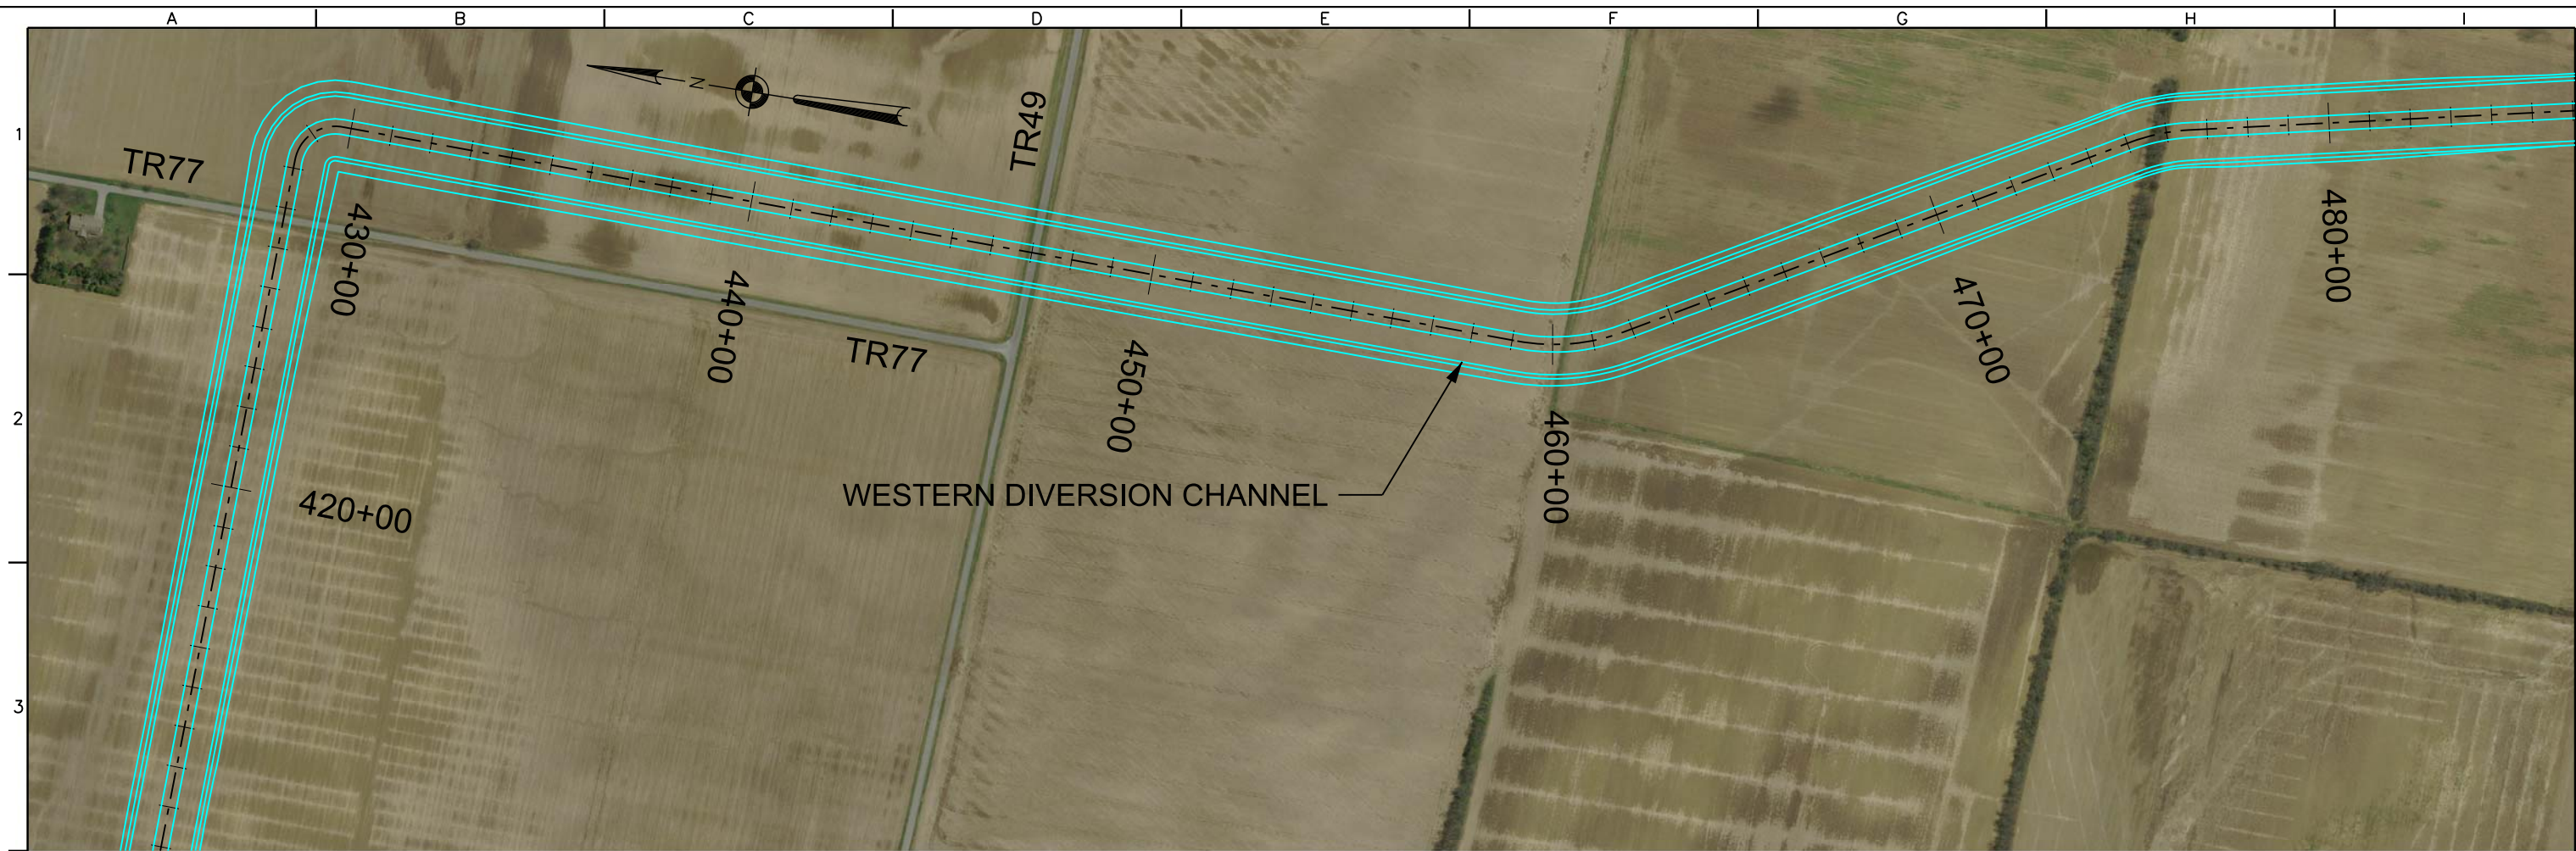 A B C D E F G H I
1
2
3
N
TR77
TR49
TR77
430+00
440+00
450+00
460+00
470+00
480+00
420+00
WESTERN DIVERSION CHANNEL